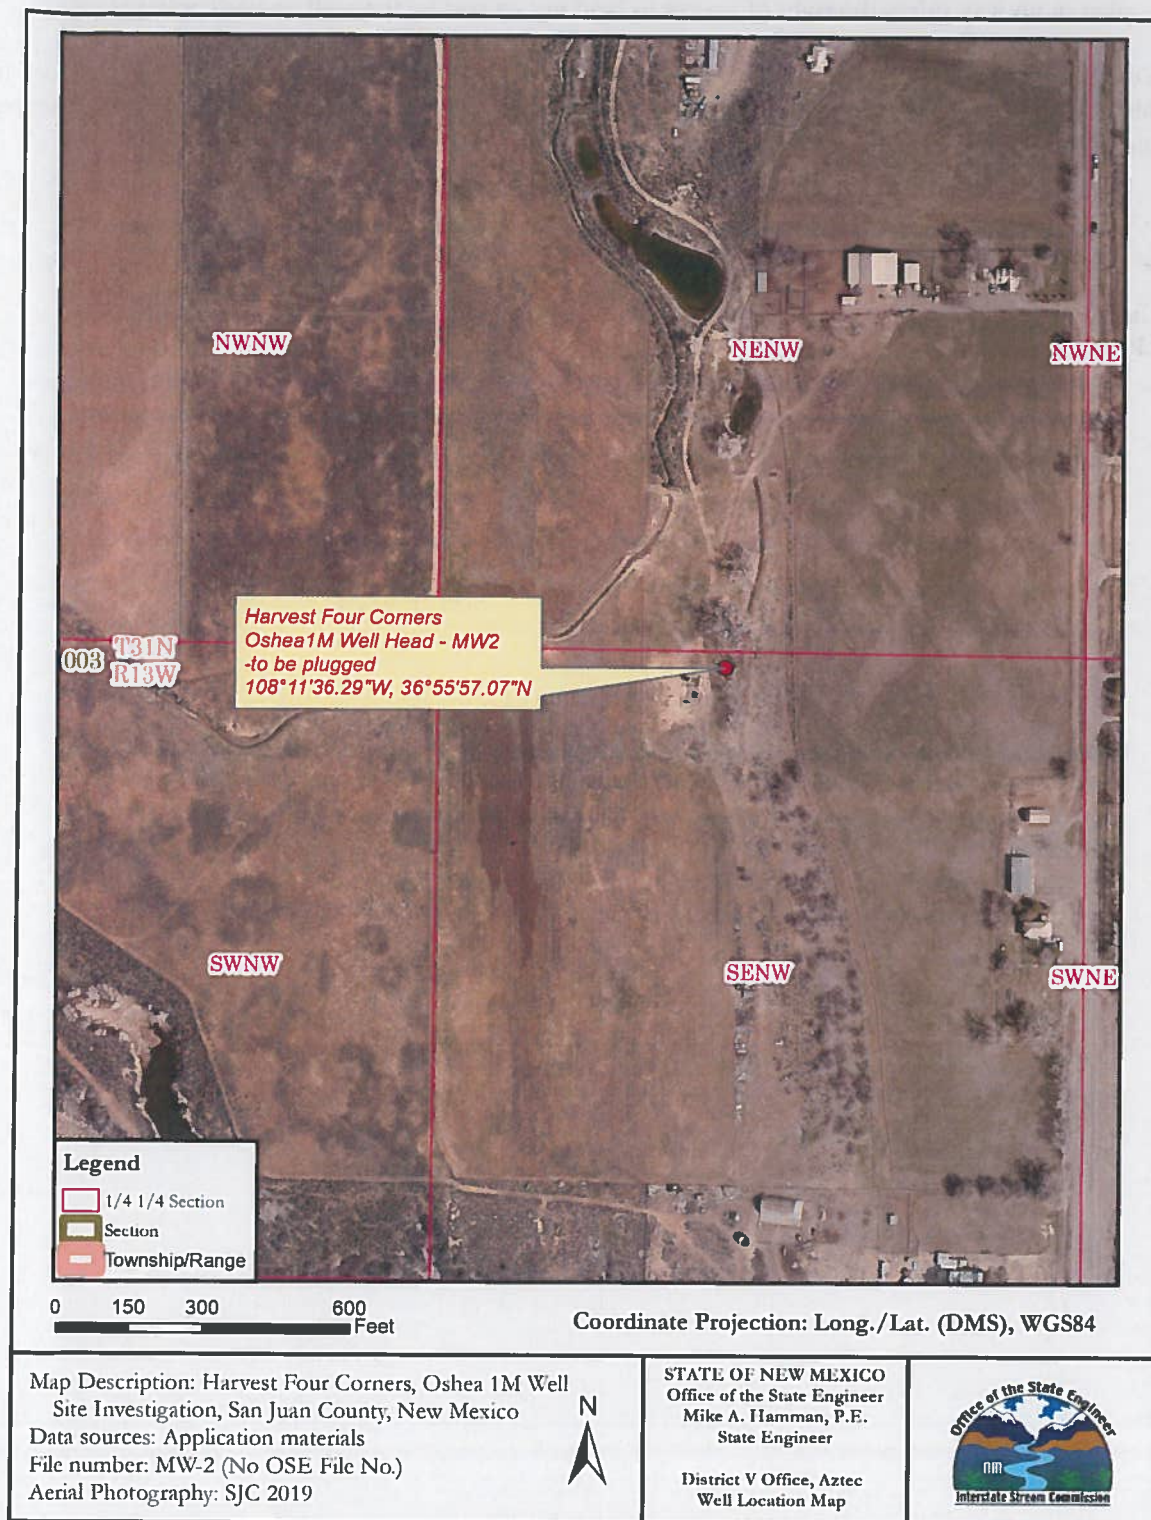 NWNW
NENW
NWNE
Harvest Four Corners
Oshea1M Well Head - MW2
-to be plugged
108°11'36.29"W, 36°55'57.07"N
003
T31N
R13W
SWNW
SENW
SWNE
Legend
1/4 1/4 Section
Section
Township/Range
0 150 300 600
Feet
Coordinate Projection: Long./Lat. (DMS), WGS84
Map Description: Harvest Four Corners, Oshea 1M Well
Site Investigation, San Juan County, New Mexico
Data sources: Application materials
File number: MW-2 (No OSE File No.)
Aerial Photography: SJC 2019
N
STATE OF NEW MEXICO
Office of the State Engineer
Mike A. Hamman, P.E.
State Engineer
District V Office, Aztec
Well Location Map
Office of the State Engineer
nm
Interstate Stream Commission